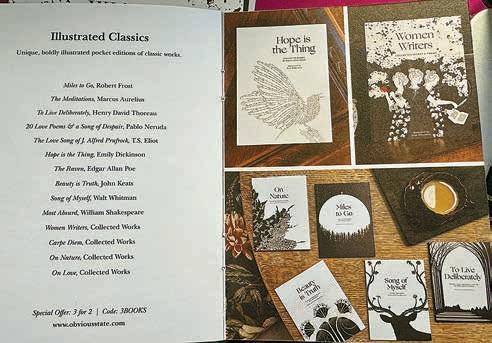 Illustrated Classics
Unique, boldly illustrated pocket editions of classic works.
Miles to Go, Robert Frost
The Meditations, Marcus Aurelius
To Live Deliberately, Henry David Thoreau
20 Love Poems & a Song of Despair, Pablo Neruda
The Love Song of J. Alfred Prufrock, T.S. Eliot
Hope is the Thing, Emily Dickinson
The Raven, Edgar Allan Poe
Beauty is Truth, John Keats
Song of Myself, Walt Whitman
Most Absurd, William Shakespeare
Women Writers, Collected Works
Carpe Diem, Collected Works
On Nature, Collected Works
On Love, Collected Works
Special Offer: 3 for 2 | Code: 3BOOKS
www.obviousstate.com
Hope is
the Thing
Women
Writers
On
Nature
Miles
to Go
Beauty
is Truth
Song of
Myself
To Live
Deliberately